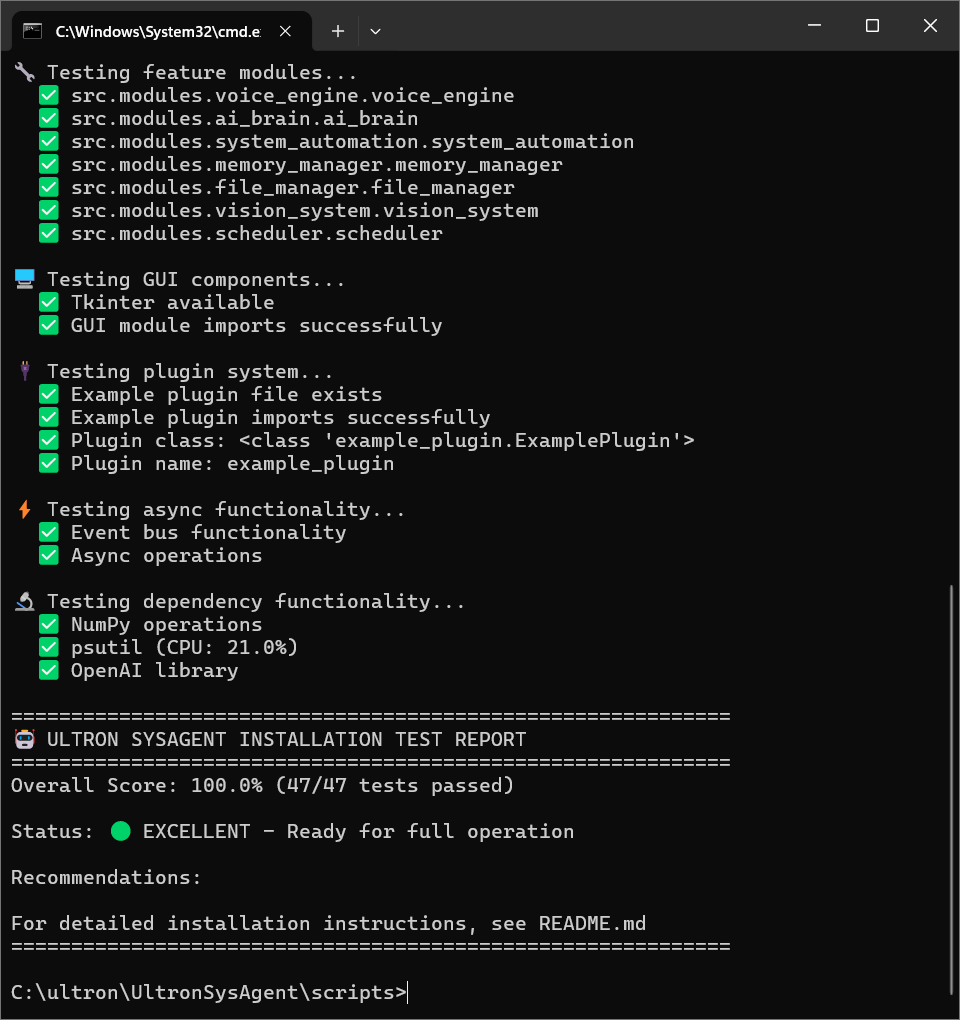 C:\Windows\System32\cmd.e
🔧 Testing feature modules...
✅ src.modules.voice_engine.voice_engine
✅ src.modules.ai_brain.ai_brain
✅ src.modules.system_automation.system_automation
✅ src.modules.memory_manager.memory_manager
✅ src.modules.file_manager.file_manager
✅ src.modules.vision_system.vision_system
✅ src.modules.scheduler.scheduler
🖥️ Testing GUI components...
✅ Tkinter available
✅ GUI module imports successfully
🔌 Testing plugin system...
✅ Example plugin file exists
✅ Example plugin imports successfully
✅ Plugin class: <class 'example_plugin.ExamplePlugin'>
✅ Plugin name: example_plugin
⚡ Testing async functionality...
✅ Event bus functionality
✅ Async operations
🔬 Testing dependency functionality...
✅ NumPy operations
✅ psutil (CPU: 21.0%)
✅ OpenAI library
============================================================
🤖 ULTRON SYSAGENT INSTALLATION TEST REPORT
============================================================
Overall Score: 100.0% (47/47 tests passed)
Status: 🟢 EXCELLENT - Ready for full operation
Recommendations:
For detailed installation instructions, see README.md
============================================================
C:\ultron\UltronSysAgent\scripts>